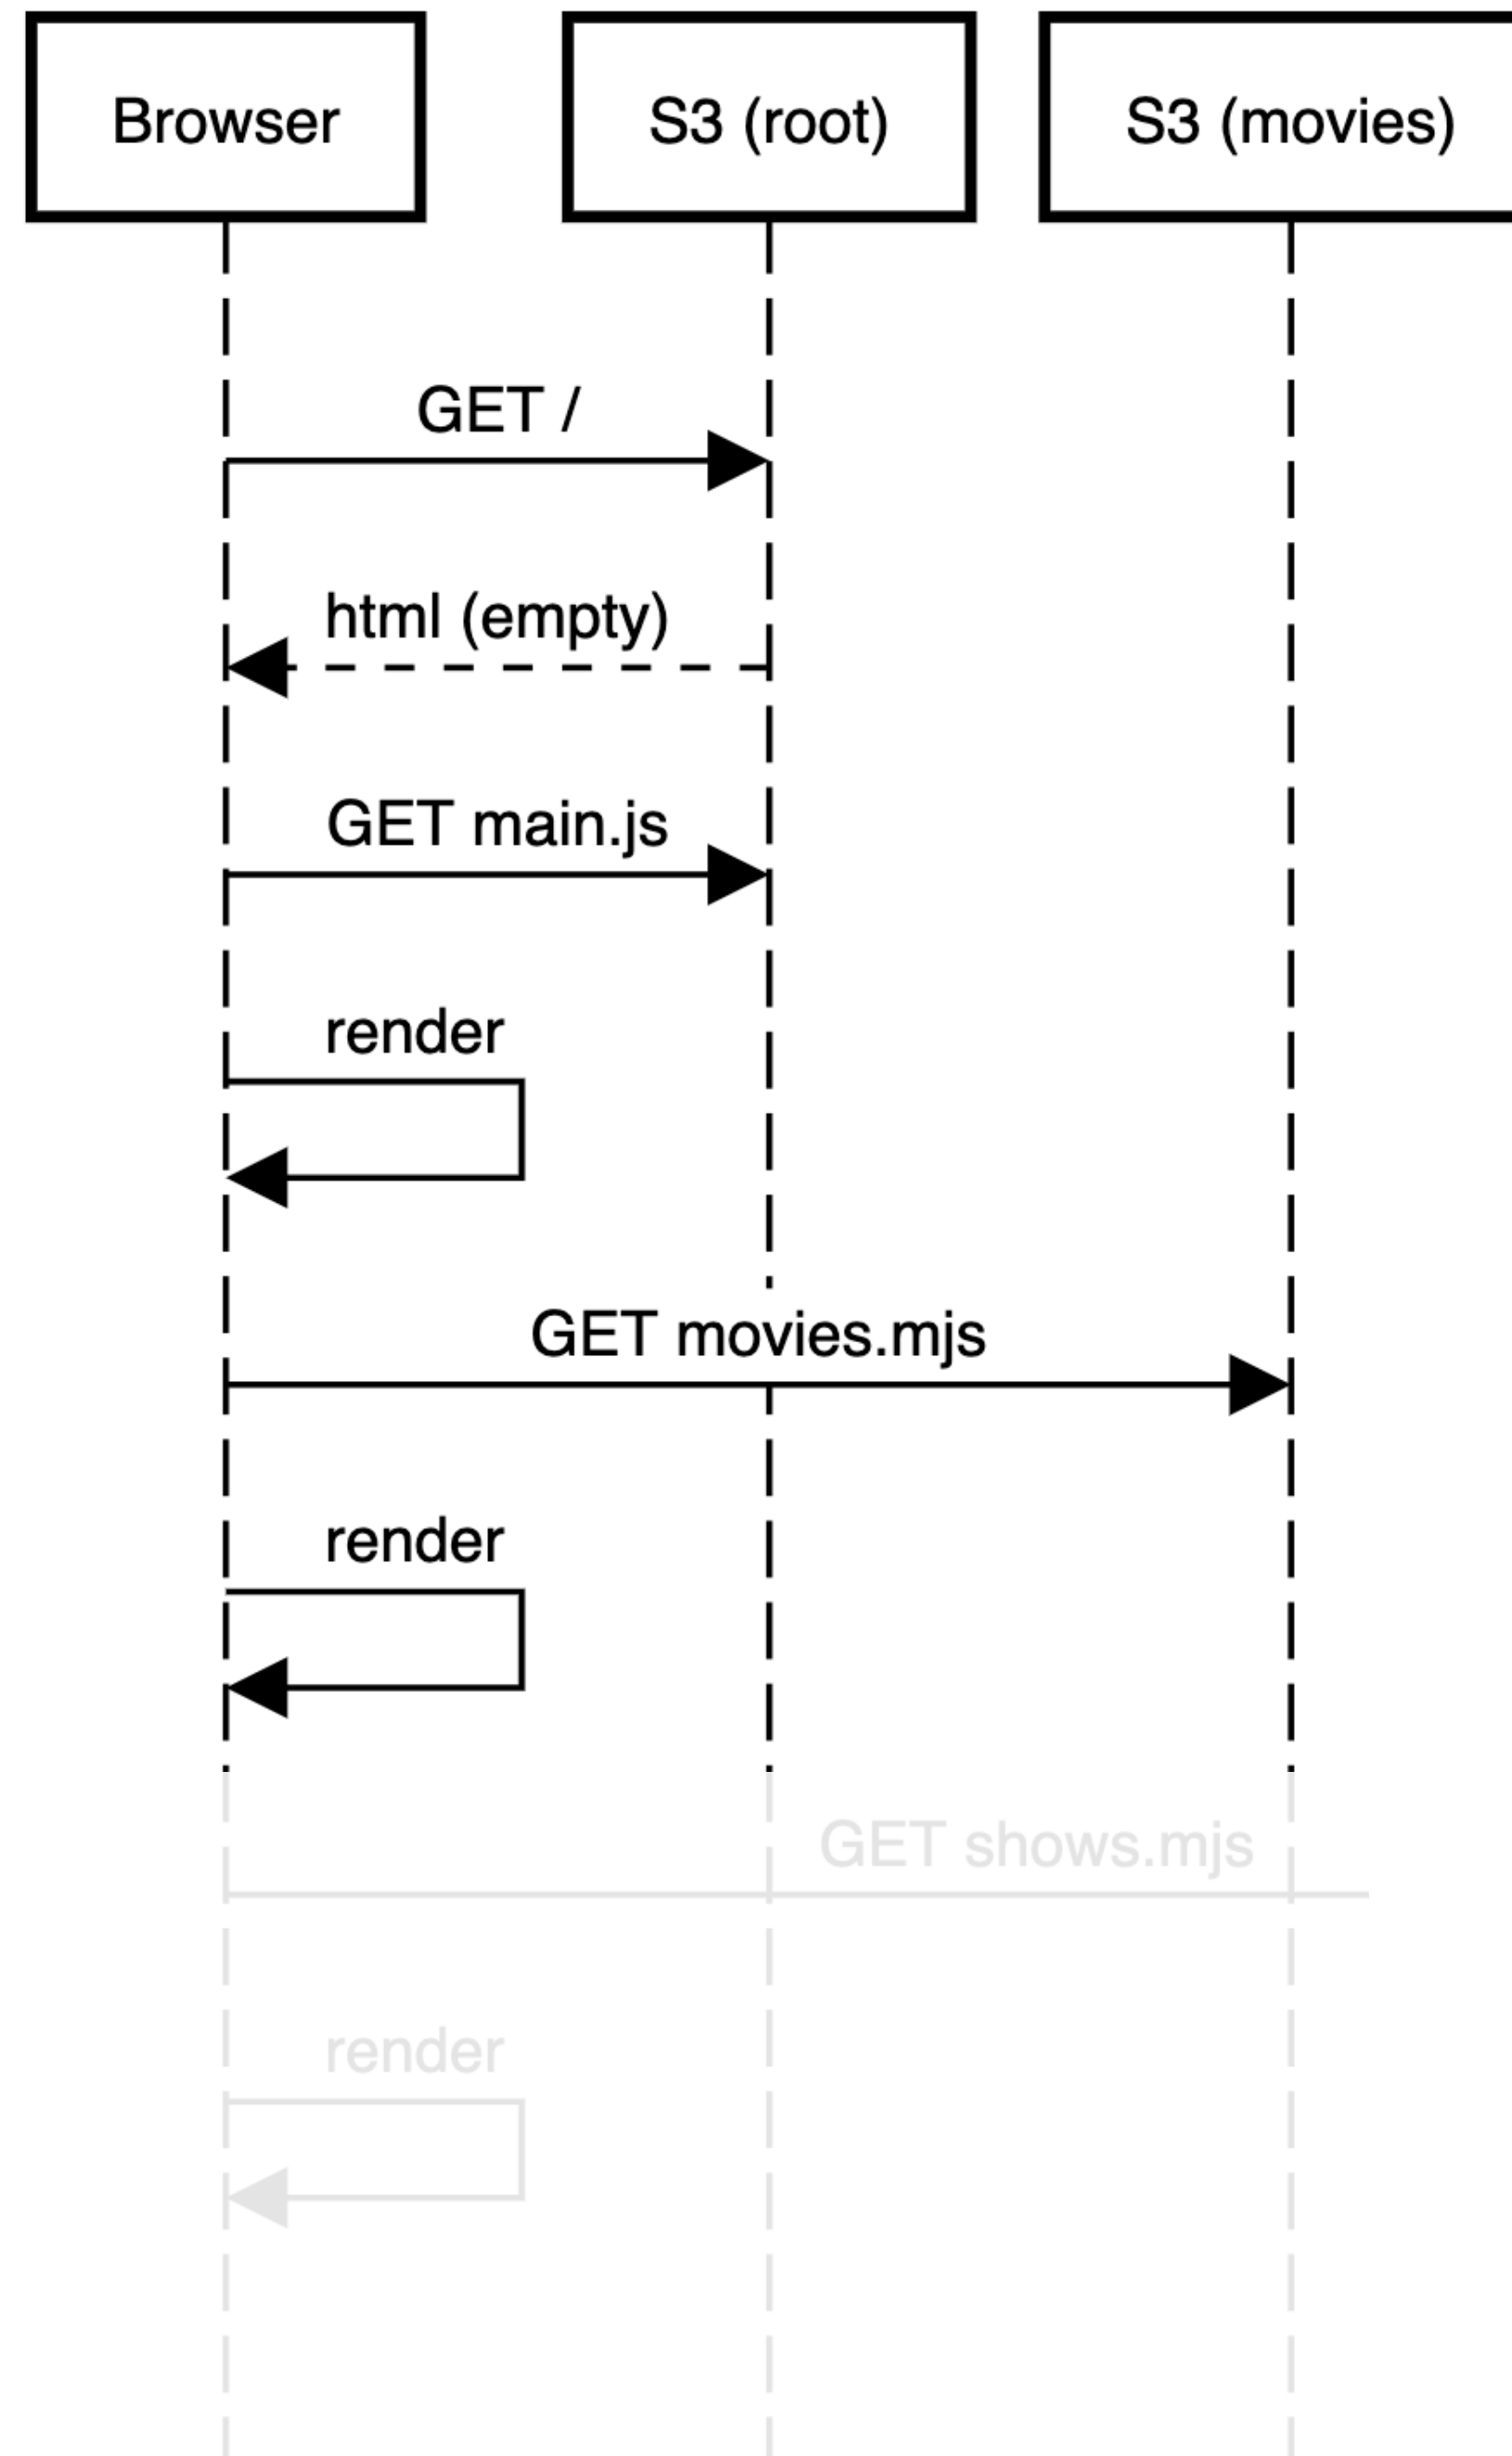 Browser
S3 (root)
S3 (movies)
GET /
html (empty)
GET main.js
render
GET movies.mjs
render
GET shows.mjs
render